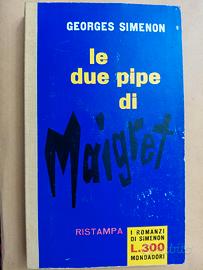 GEORGES SIMENON
le
due pipe
di
Maigret
RISTAMPA
I ROMANZI
DI SIMENON
L.300
MONDADORI